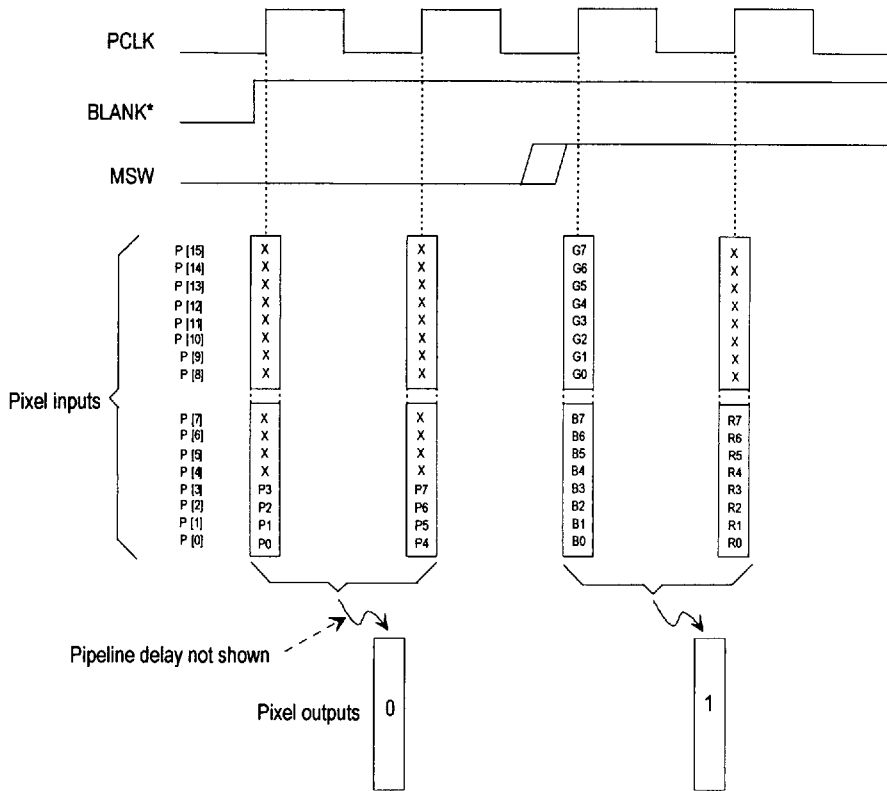 PCLK
BLANK*
MSW
P [15] X X G7 X
P [14] X X G6 X
P [13] X X G5 X
P [12] X X G4 X
P [11] X X G3 X
P [10] X X G2 X
P [9] X X G1 X
P [8] X X G0 X
Pixel inputs
P [7] X X B7 R7
P [6] X X B6 R6
P [5] X X B5 R5
P [4] X X B4 R4
P [3] P3 P7 B3 R3
P [2] P2 P6 B2 R2
P [1] P1 P5 B1 R1
P [0] P0 P4 B0 R0
Pipeline delay not shown
Pixel outputs 0 1